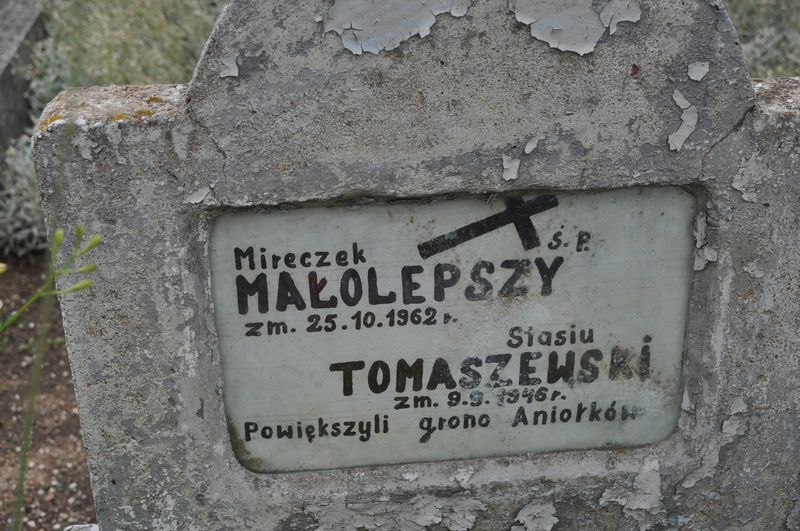 Ś. P.
Mireczek
MAŁOLEPSZY
zm. 25.10.1962 r.
Stasiu
TOMASZEWSKI
zm. 9.9.1946 r.
Powiększyli grono Aniołków